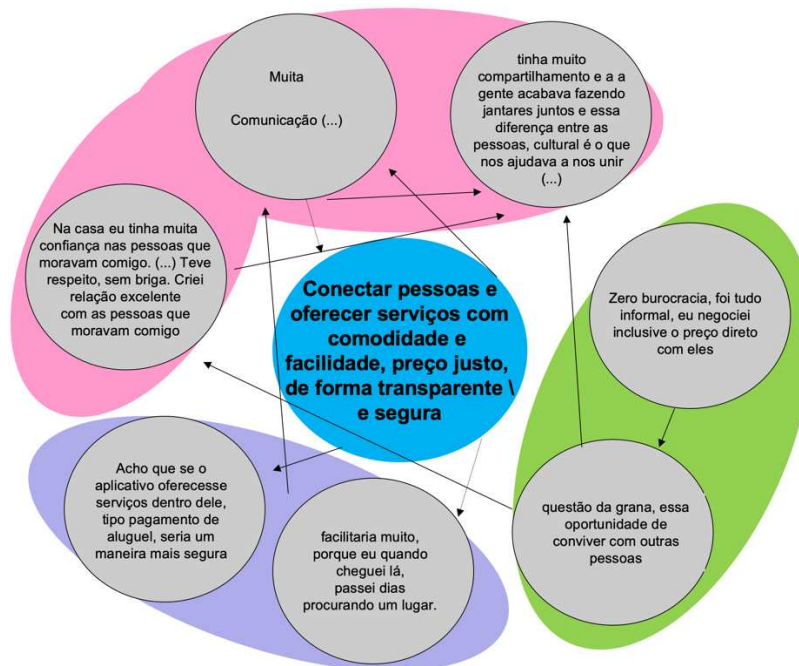 Muita
Comunicação (...)
tinha muito
compartilhamento e a a
gente acabava fazendo
jantares juntos e essa
diferença entre as
pessoas, cultural é o que
nos ajudava a nos unir
(...)
Na casa eu tinha muita
confiança nas pessoas que
moravam comigo. (...) Teve
respeito, sem briga. Criei
relação excelente
com as pessoas que
moravam comigo
Conectar pessoas e
oferecer serviços com
comodidade e
facilidade, preço justo,
de forma transparente \
e segura
Zero burocracia, foi tudo
informal, eu negociei
inclusive o preço direto
com eles
Acho que se o
aplicativo oferecesse
serviços dentro dele,
tipo pagamento de
aluguel, seria um
maneira mais segura
facilitaria muito,
porque eu quando
cheguei lá,
passei dias
procurando um lugar.
questão da grana, essa
oportunidade de
conviver com outras
pessoas